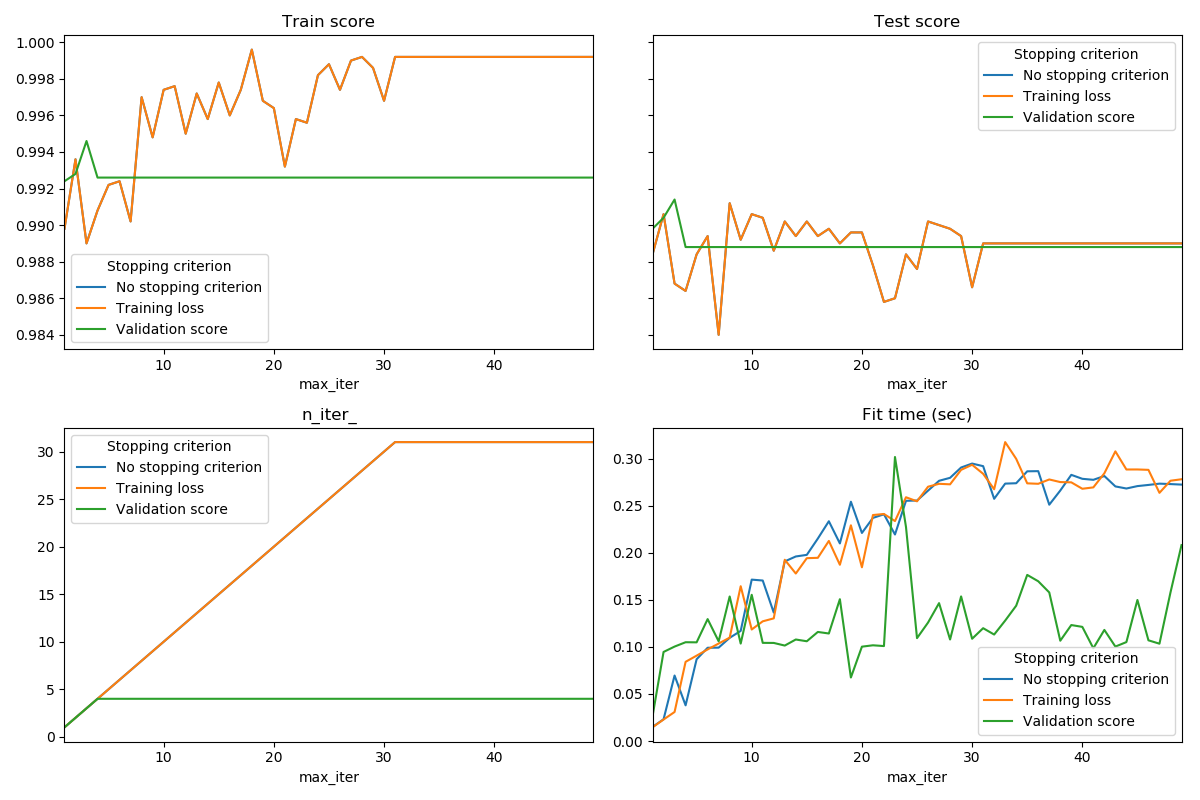 Train score
1.000
0.998
0.996
0.994
0.992
0.990
0.988
0.986
0.984
Stopping criterion
No stopping criterion
Training loss
Validation score
10
20
30
40
max_iter
Test score
Stopping criterion
No stopping criterion
Training loss
Validation score
10
20
30
40
max_iter
n_iter_
30
25
20
15
10
5
0
Stopping criterion
No stopping criterion
Training loss
Validation score
10
20
30
40
max_iter
Fit time (sec)
0.30
0.25
0.20
0.15
0.10
0.05
0.00
Stopping criterion
No stopping criterion
Training loss
Validation score
10
20
30
40
max_iter